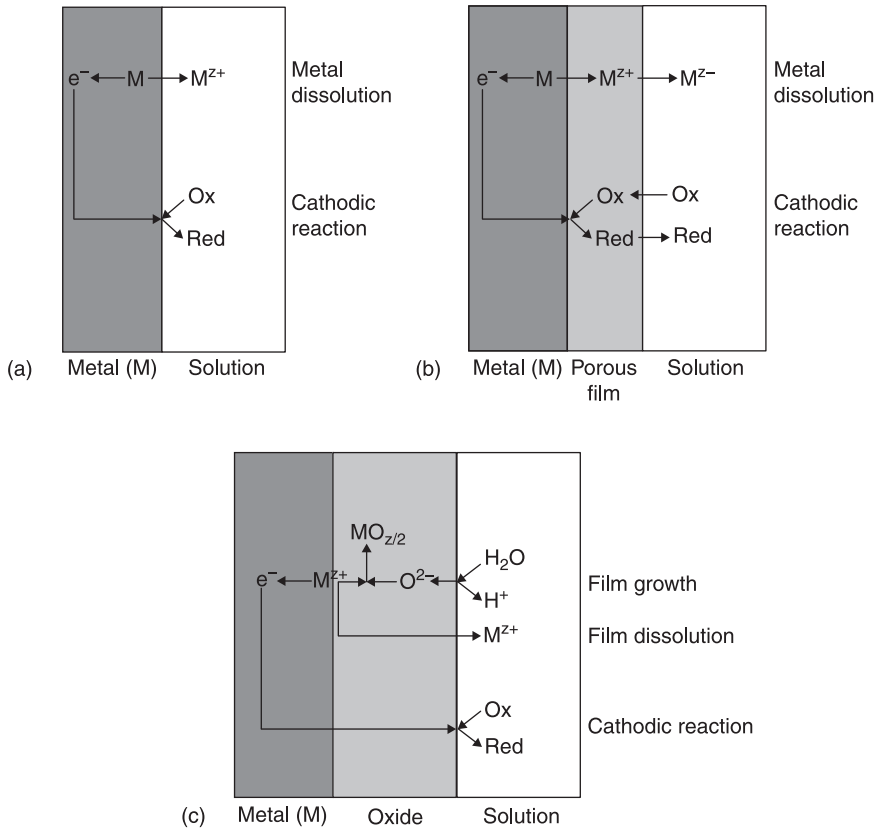 e⁻ M Mᶻ⁺ Metal
dissolution
Ox Cathodic
Red reaction
(a) Metal (M) Solution
e⁻ M Mᶻ⁺ Mᶻ⁻ Metal
dissolution
Ox Ox Cathodic
Red Red reaction
(b) Metal (M) Porous Solution
film
MO_z/2
H₂O
e⁻ Mᶻ⁺ O²⁻ Film growth
H⁺
Mᶻ⁺ Film dissolution
Ox
Cathodic reaction
Red
(c) Metal (M) Oxide Solution